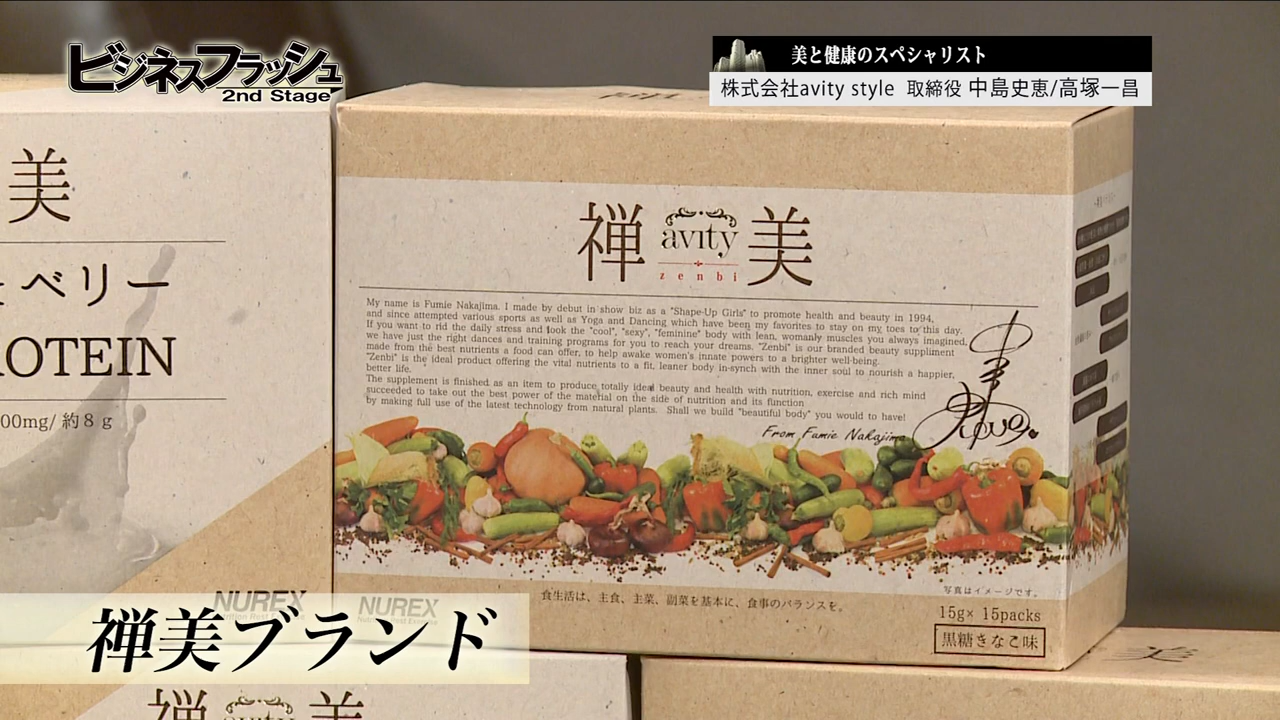 ビジネスフラッシュ
2nd Stage
美と健康のスペシャリスト
株式会社avity style 取締役 中島史恵/高塚一昌
美
ベリー
OTEIN
00mg/ 約8g
禅 avity 美
zenbi
My name is Fumie Nakajima. I made by debut in show biz as a "Shape-Up Girls" to promote health and beauty in 1994,
and since attempted various sports as well as Yoga and Dancing which have been my favorites to stay on my toes to this day.
If you want to rid the daily stress and look the "cool", "sexy", "feminine" body with lean, womanly muscles you always imagined,
we have just the right dances and training programs for you to reach your dreams. "Zenbi" is our branded beauty suppliment
made from the best nutrients a food can offer, to help awake women's innate powers to a brighter well-being.
"Zenbi" is the ideal product offering the vital nutrients to a fit, leaner body in-synch with the inner soul to nourish a happier,
better life.
The supplement is finished as an item to produce totally ideal beauty and health with nutrition, exercise and rich mind
succeeded to take out the best power of the material on the side of nutrition and its function
by making full use of the latest technology from natural plants. Shall we build "beautiful body" you would to have!
From Fumie Nakajima
写真はイメージです。
食生活は、主食、主菜、副菜を基本に、食事のバランスを。
15g× 15packs
黒糖きなこ味
NUREX
NUREX
禅美ブランド
禅 avity 美